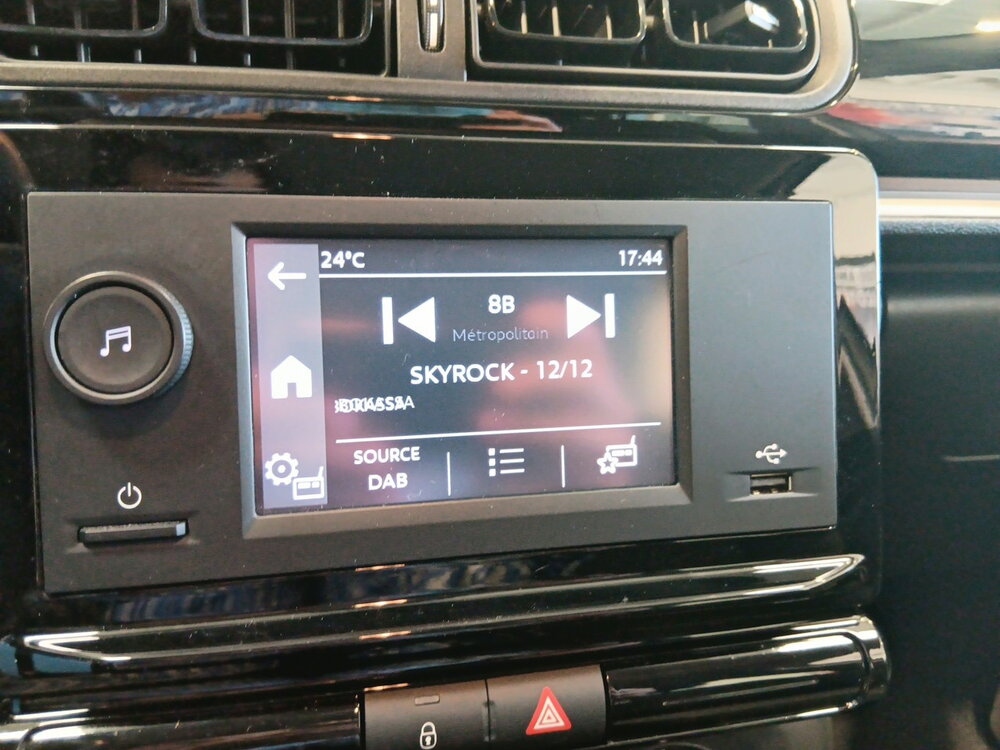 24°C 17:44
8B
Métropolitain
SKYROCK - 12/12
SOURCE
DAB